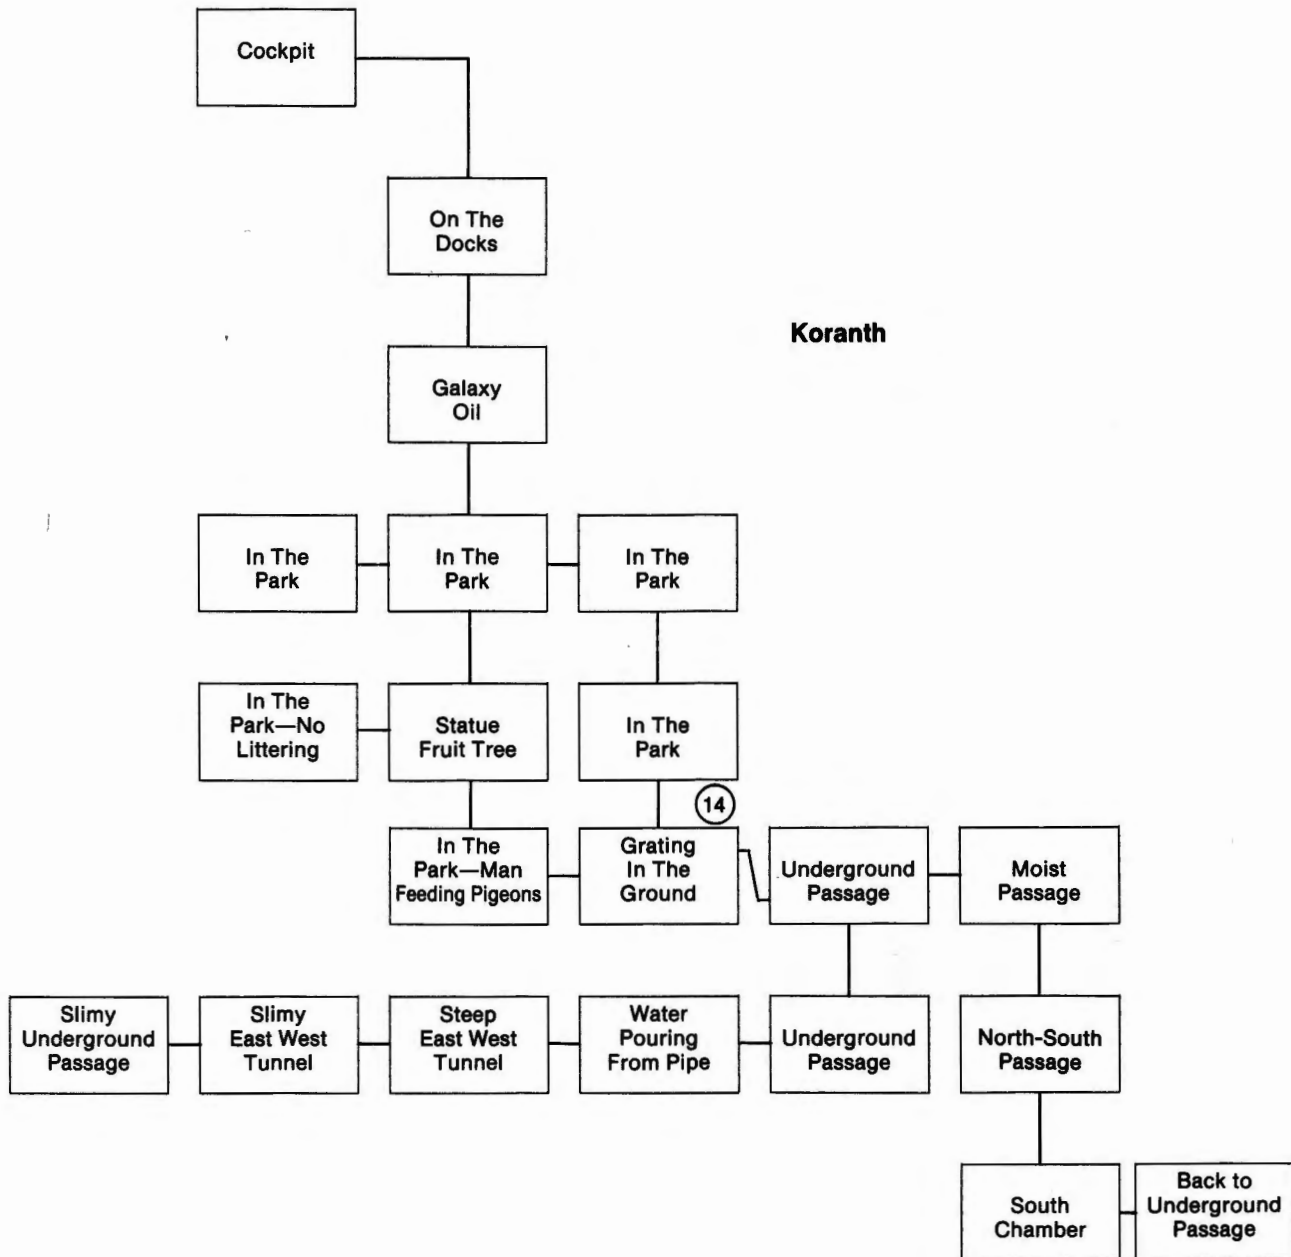 Cockpit
On The
Docks
Koranth
Galaxy
Oil
In The
Park
In The
Park
In The
Park
In The
Park—No
Littering
Statue
Fruit Tree
In The
Park
14
In The
Park—Man
Feeding Pigeons
Grating
In The
Ground
Underground
Passage
Moist
Passage
Slimy
Underground
Passage
Slimy
East West
Tunnel
Steep
East West
Tunnel
Water
Pouring
From Pipe
Underground
Passage
North-South
Passage
South
Chamber
Back to
Underground
Passage